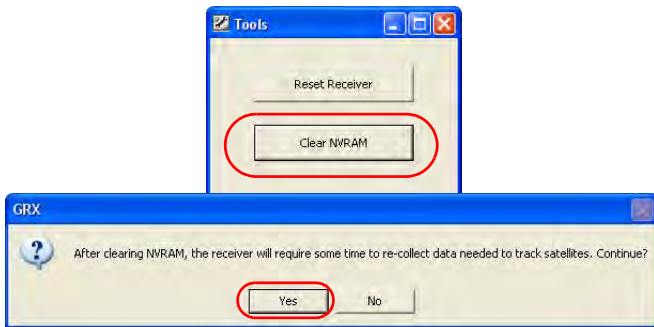 Tools
Reset Receiver
Clear NVRAM
GRX
After clearing NVRAM, the receiver will require some time to re-collect data needed to track satellites. Continue?
Yes No